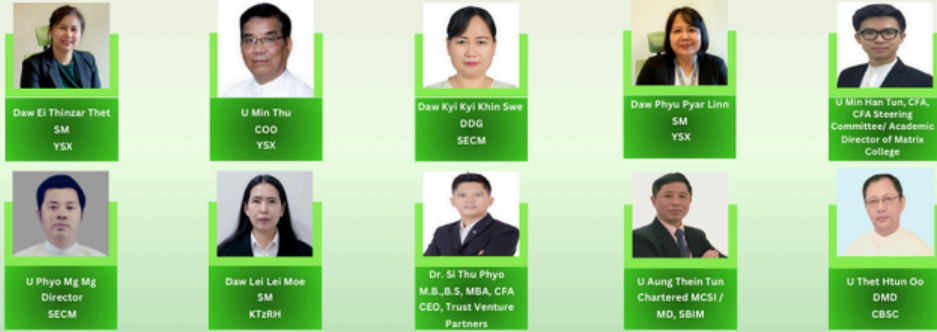 Daw Ei Thinzar Thet
SM
YSX
U Min Thu
COO
YSX
Daw Kyi Kyi Khin Swe
DDG
SECM
Daw Phyu Pyar Linn
SM
YSX
U Min Han Tun, CFA,
CFA Steering
Committee/ Academic
Director of Matrix
College
U Phyo Mg Mg
Director
SECM
Daw Lei Lei Moe
SM
KTzRH
Dr. Si Thu Phyo
M.B.,B.S, MBA, CFA
CEO, Trust Venture
Partners
U Aung Thein Tun
Chartered MCSI /
MD, SBIM
U Thet Htun Oo
DMD
CBSC